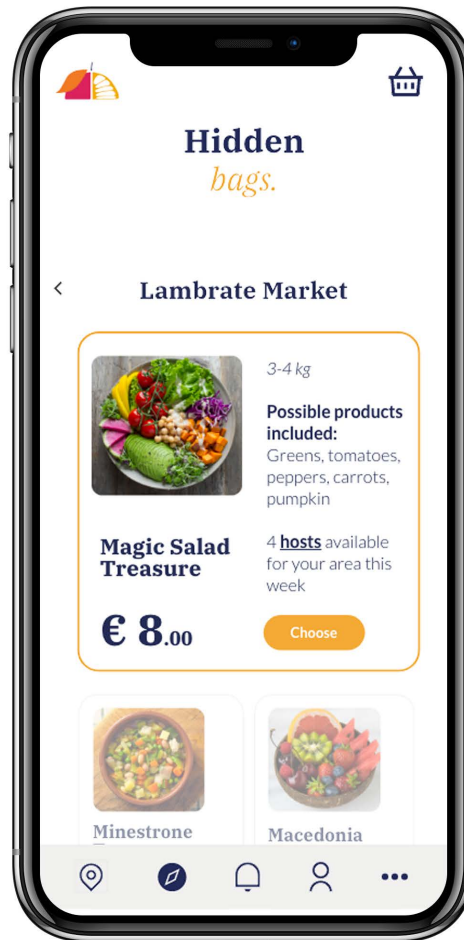 Hidden
bags.
Lambrate Market
3-4 kg
Possible products
included:
Greens, tomatoes,
peppers, carrots,
pumpkin
Magic Salad
Treasure
4 hosts available
for your area this
week
€ 8.00
Choose
Minestrone
Macedonia